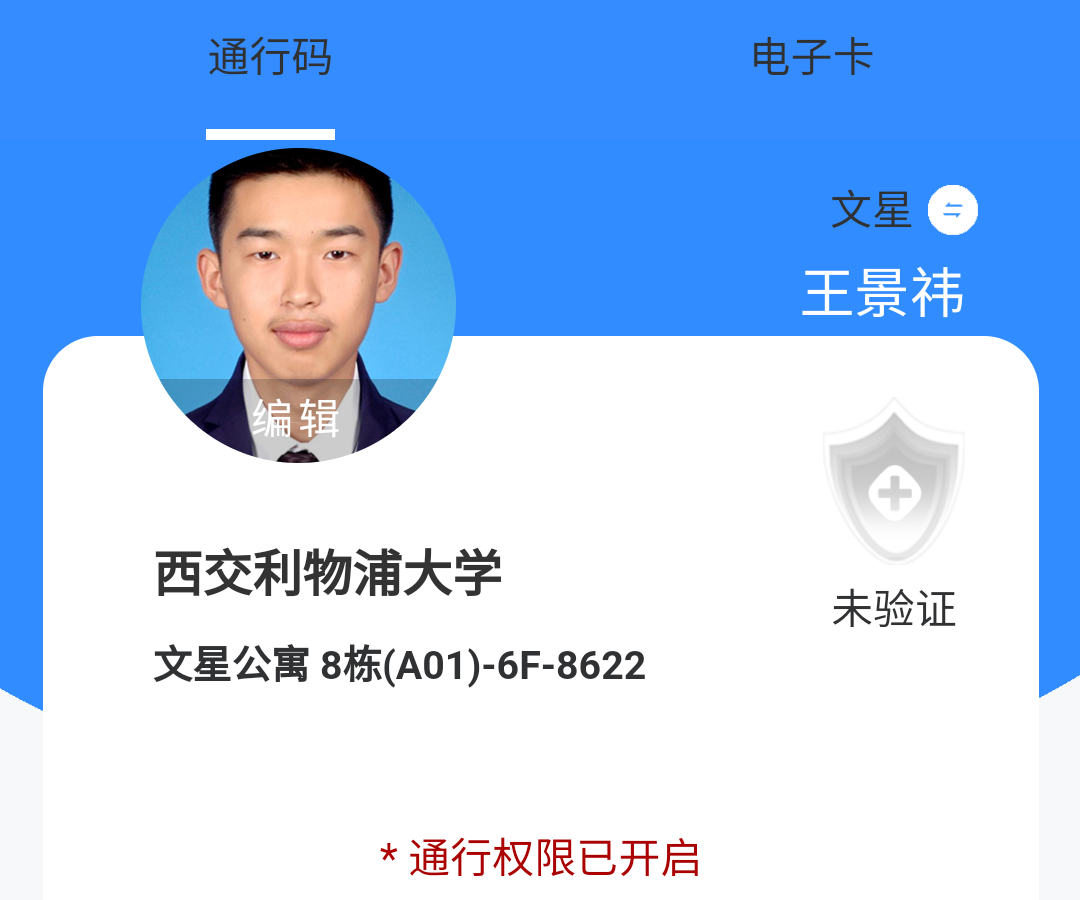 通行码
电子卡
文星
王景祎
编辑
西交利物浦大学
未验证
文星公寓 8栋(A01)-6F-8622
* 通行权限已开启